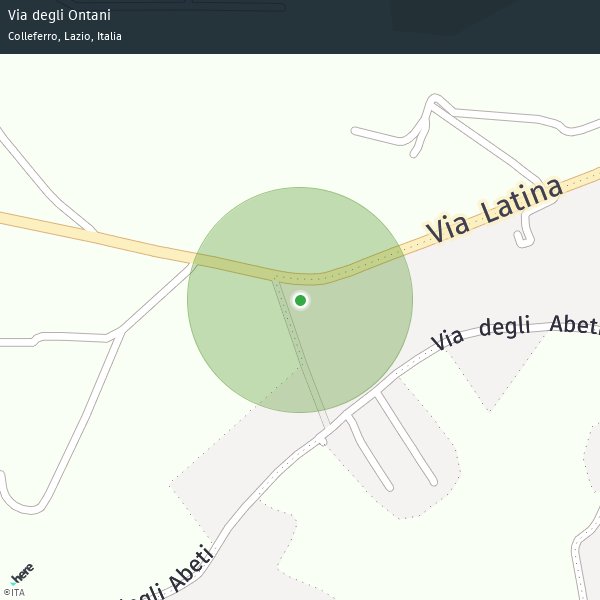 Via degli Ontani
Colleferro, Lazio, Italia
Via Latina
Via degli Abeti
degli Abeti
here
©ITA